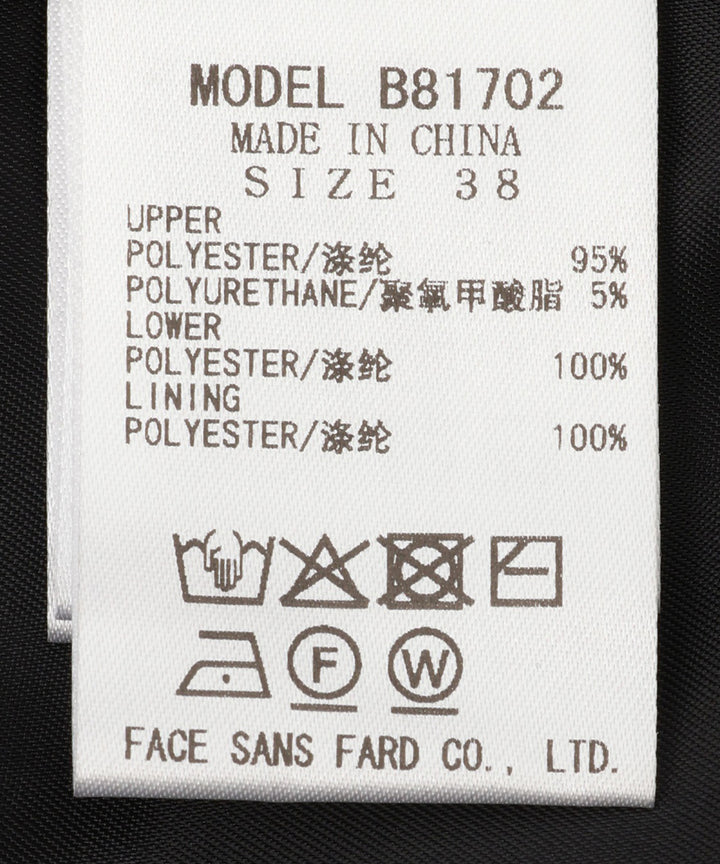 MODEL B81702
MADE IN CHINA
SIZE 38
UPPER
POLYESTER/涤纶 95%
POLYURETHANE/聚氨甲酸脂 5%
LOWER
POLYESTER/涤纶 100%
LINING
POLYESTER/涤纶 100%
F W
FACE SANS FARD CO., LTD.